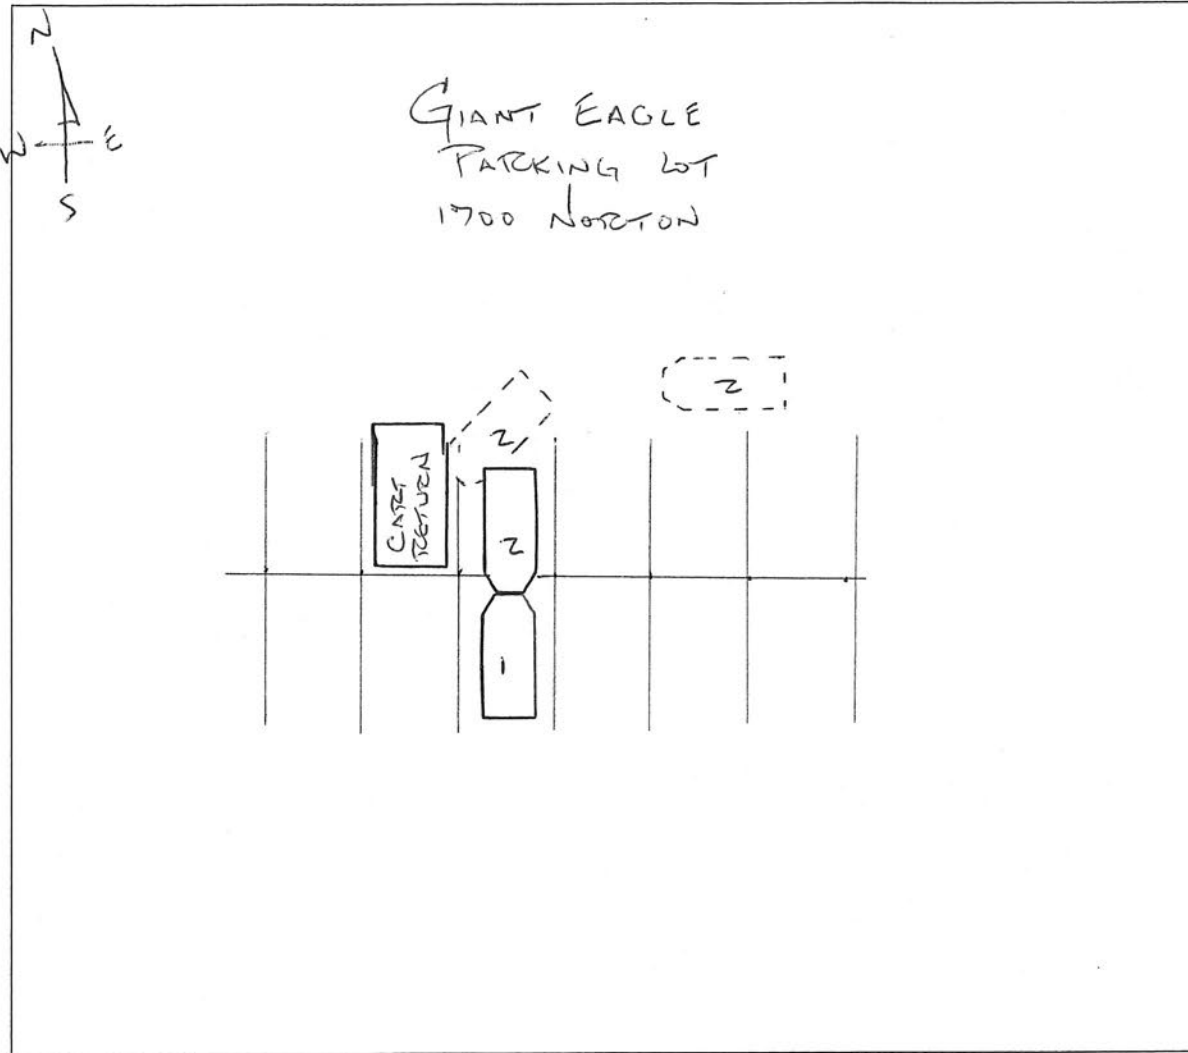 N
W E
S
GIANT EAGLE
PARKING LOT
1700 NORTON
2
2
CART
RETURN
2
1